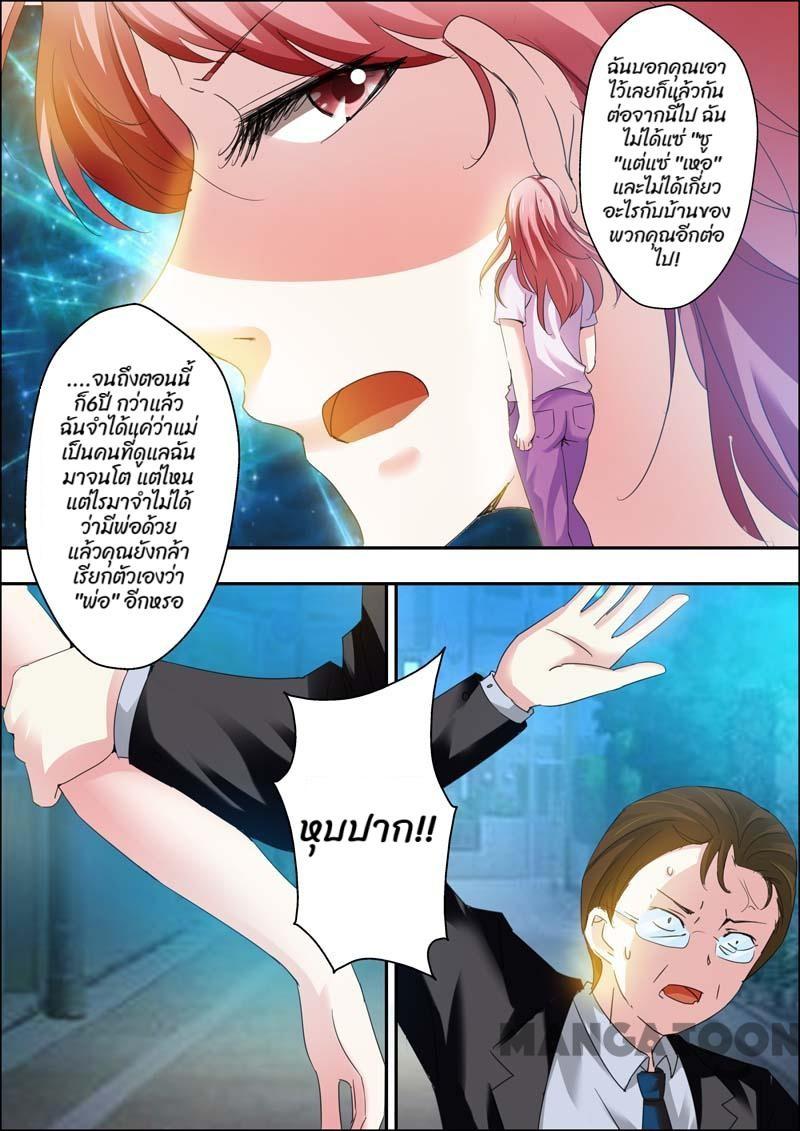 ฉันบอกคุณเอา
ไว้เลยก็แล้วกัน
ต่อจากนี้ไป ฉัน
ไม่ได้แซ่ "ซู
"แต่แซ่ "เหอ"
และไม่ได้เกี่ยว
อะไรกับบ้านของ
พวกคุณอีกต่อ
ไป!
....จนถึงตอนนี้
ก็6ปี กว่าแล้ว
ฉันจำได้แค่ว่าแม่
เป็นคนที่ดูแลฉัน
มาจนโต แต่ไหน
แต่ไรมาจำไม่ได้
ว่ามีพ่อด้วย
แล้วคุณยังกล้า
เรียกตัวเองว่า
"พ่อ" อีกหรอ
หุบปาก!!
MANGATOON